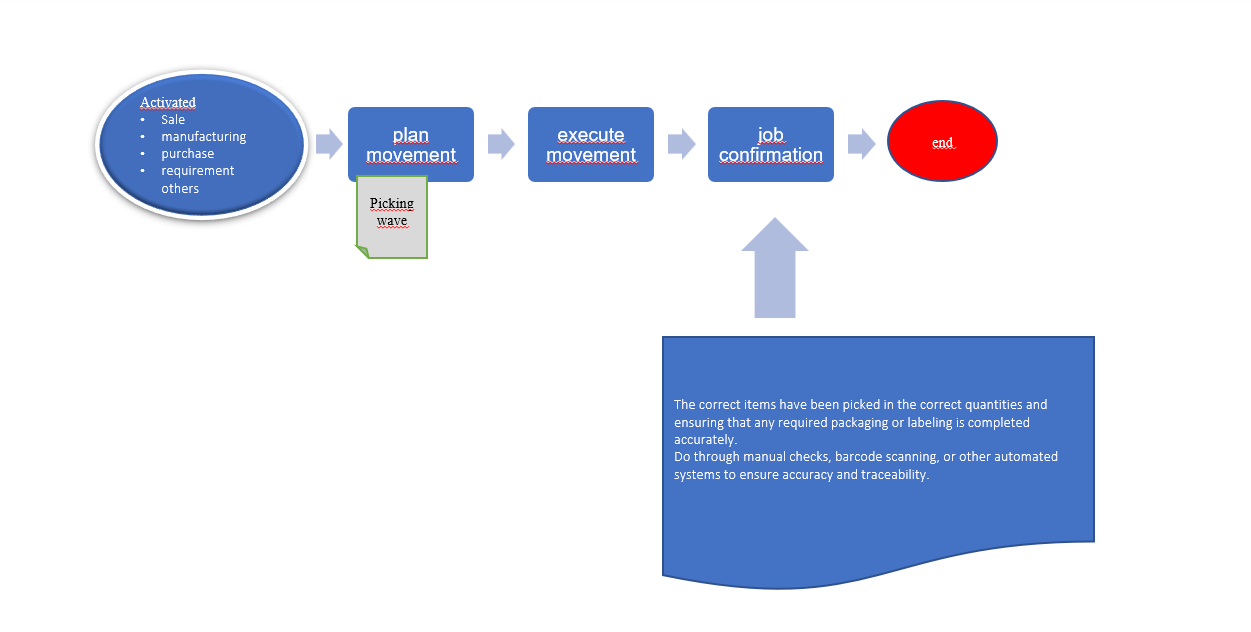 Activated
• Sale
• manufacturing
• purchase
• requirement
others
plan
movement
Picking
wave
execute
movement
job
confirmation
end
The correct items have been picked in the correct quantities and
ensuring that any required packaging or labeling is completed
accurately.
Do through manual checks, barcode scanning, or other automated
systems to ensure accuracy and traceability.